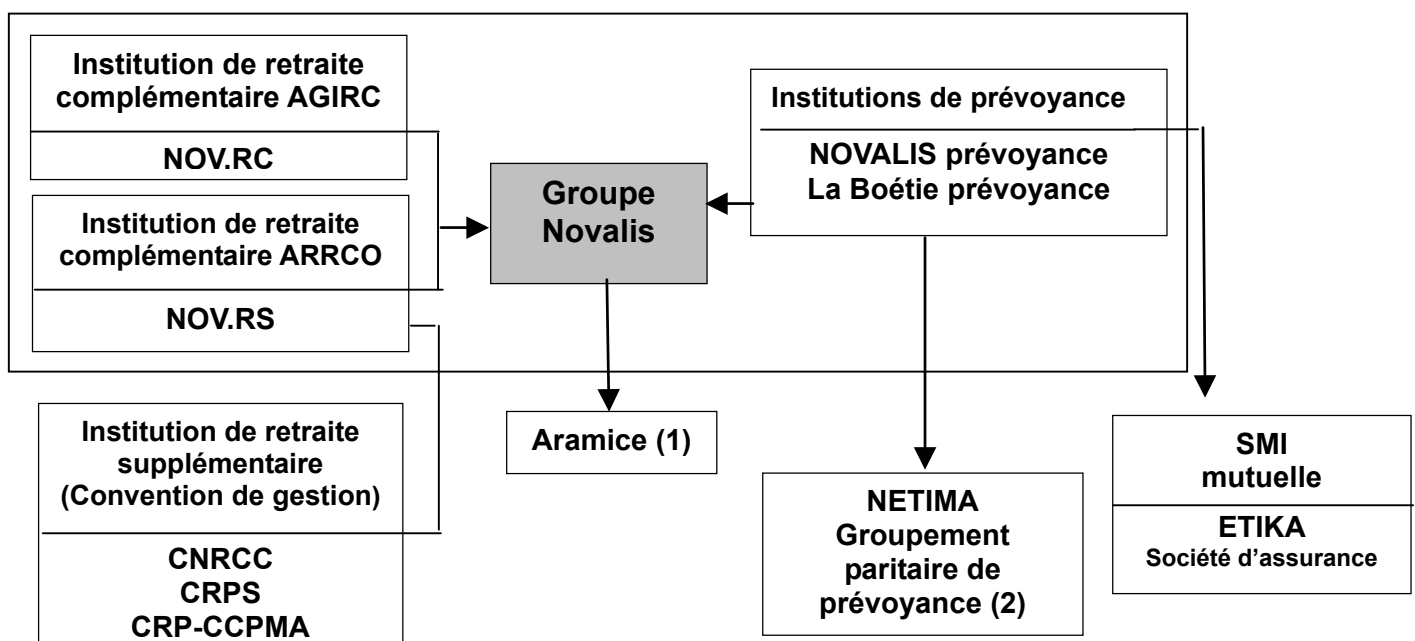 Institution de retraite
complémentaire AGIRC
NOV.RC
Institution de retraite
complémentaire ARRCO
NOV.RS
Groupe
Novalis
Institutions de prévoyance
NOVALIS prévoyance
La Boétie prévoyance
Institution de retraite
supplémentaire
(Convention de gestion)
CNRCC
CRPS
CRP-CCPMA
Aramice (1)
NETIMA
Groupement
paritaire de
prévoyance (2)
SMI
mutuelle
ETIKA
Société d'assurance